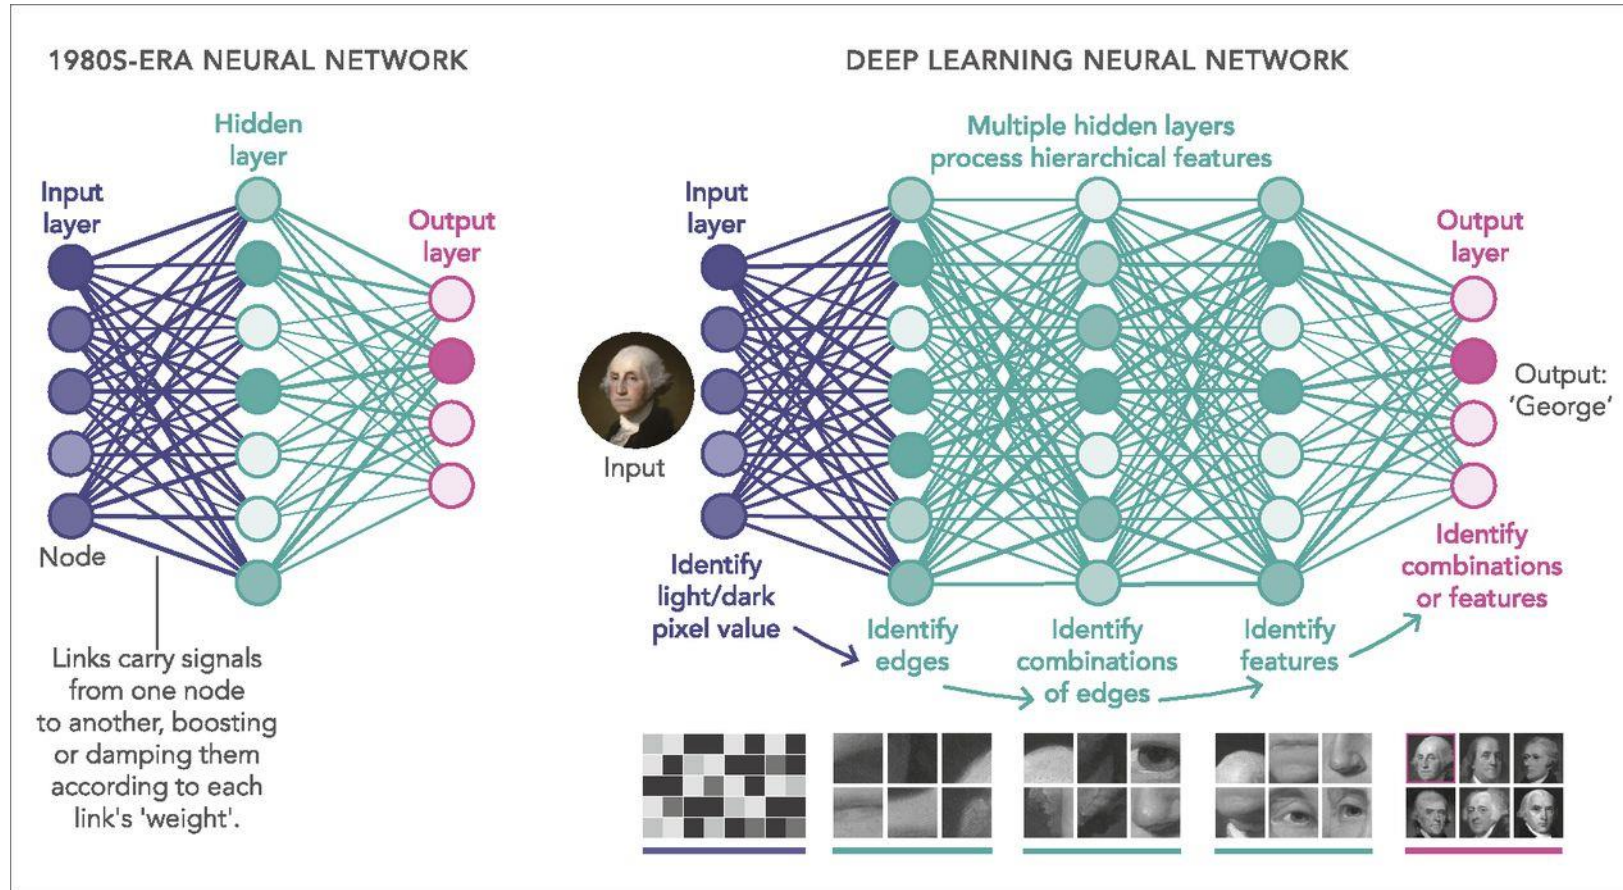 1980S-ERA NEURAL NETWORK
Hidden
layer
Input
layer
Output
layer
Node
Links carry signals
from one node
to another, boosting
or damping them
according to each
link's 'weight'.
DEEP LEARNING NEURAL NETWORK
Multiple hidden layers
process hierarchical features
Input
layer
Output
layer
Input
Output:
'George'
Identify
light/dark
pixel value
Identify
edges
Identify
combinations
of edges
Identify
features
Identify
combinations
or features